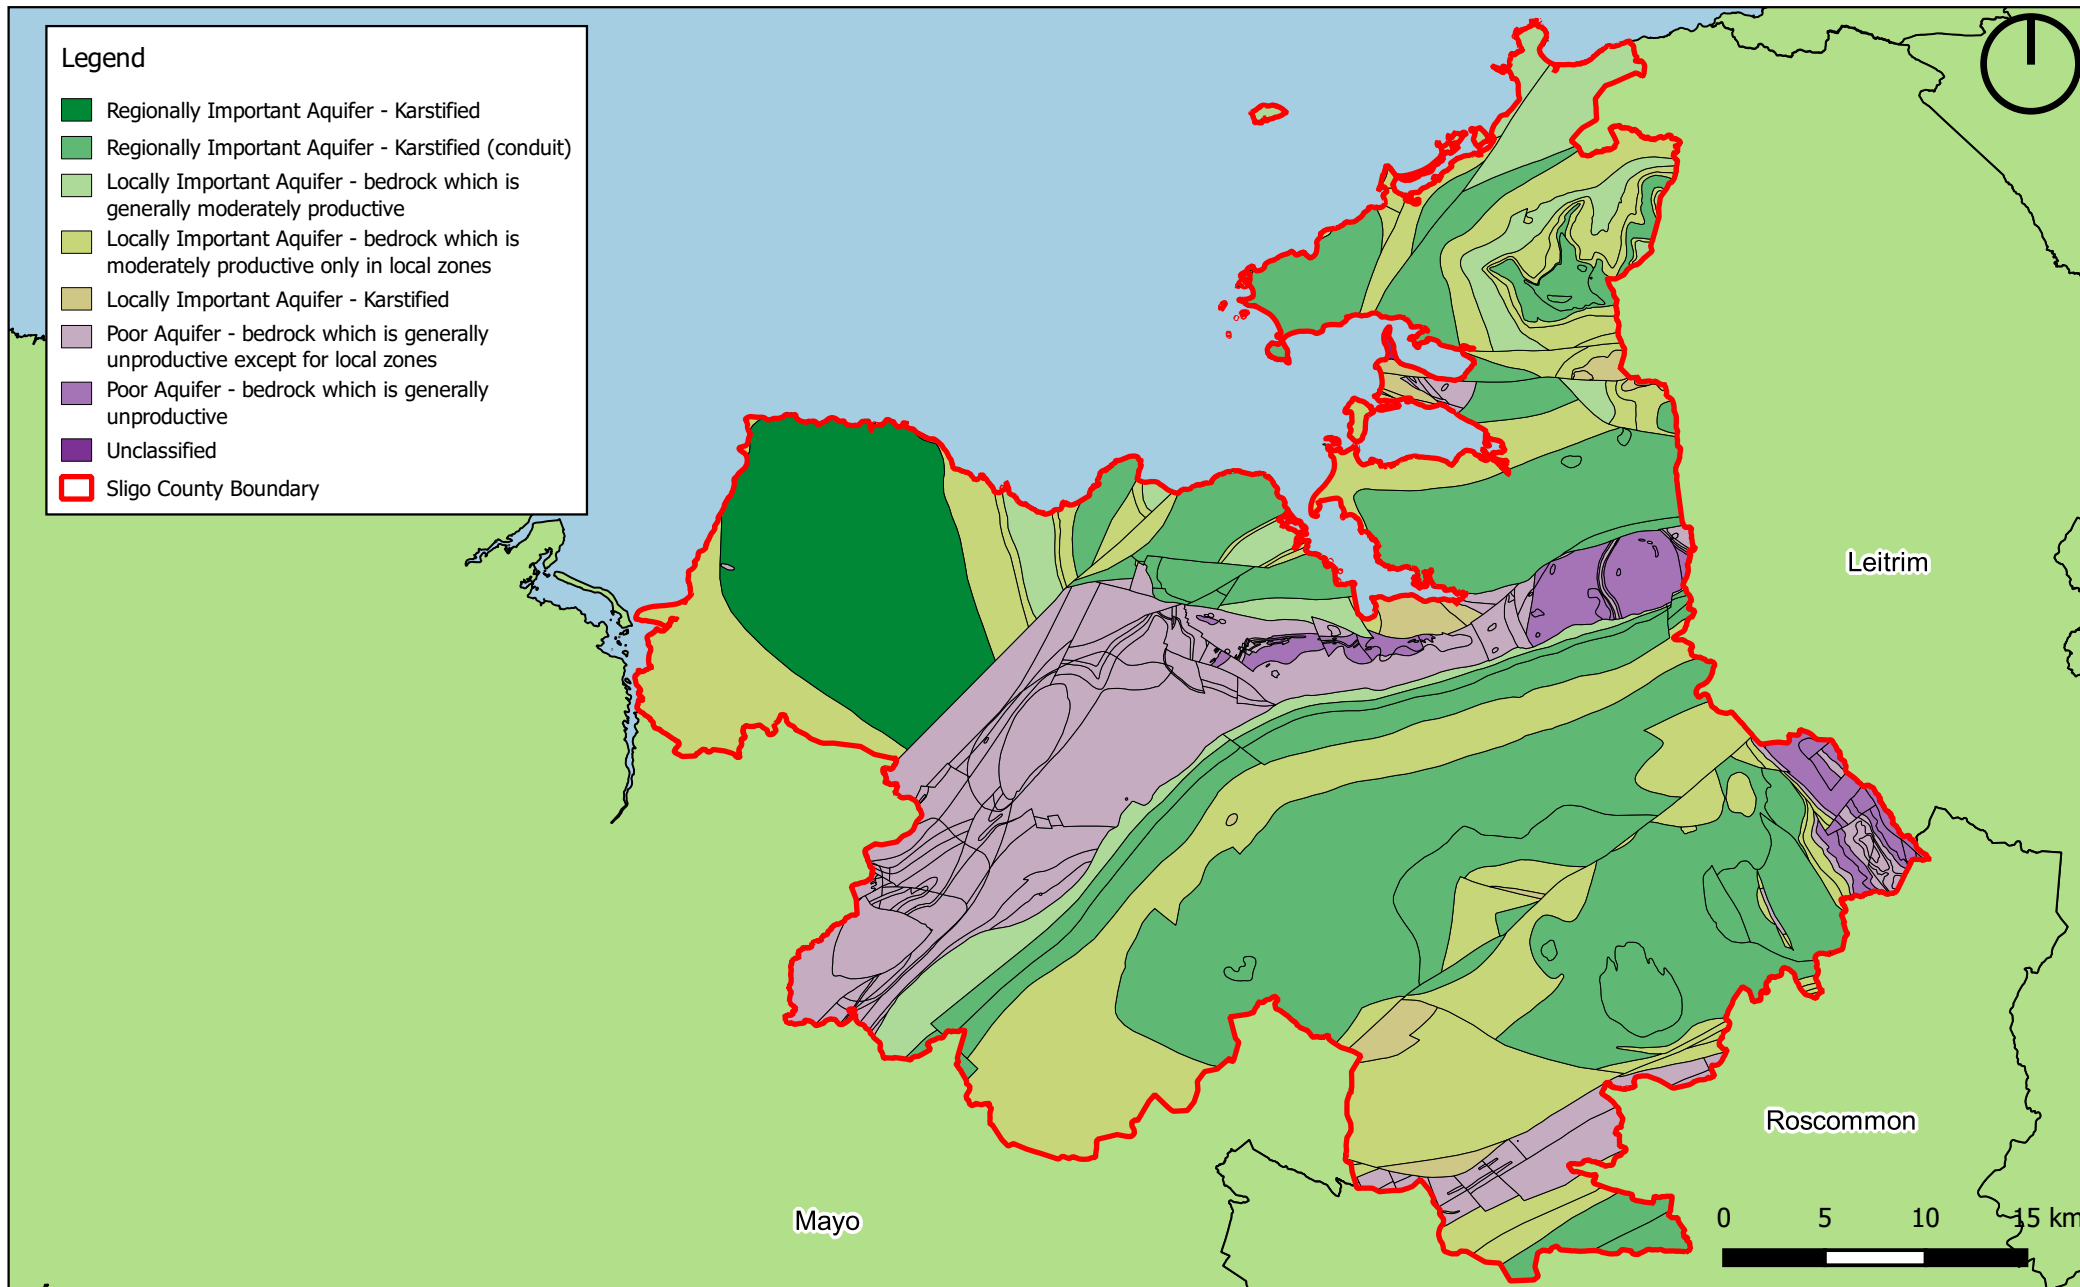 Legend
Regionally Important Aquifer - Karstified
Regionally Important Aquifer - Karstified (conduit)
Locally Important Aquifer - bedrock which is
generally moderately productive
Locally Important Aquifer - bedrock which is
moderately productive only in local zones
Locally Important Aquifer - Karstified
Poor Aquifer - bedrock which is generally
unproductive except for local zones
Poor Aquifer - bedrock which is generally
unproductive
Unclassified
Sligo County Boundary
Leitrim
Roscommon
Mayo
0 5 10 15 km